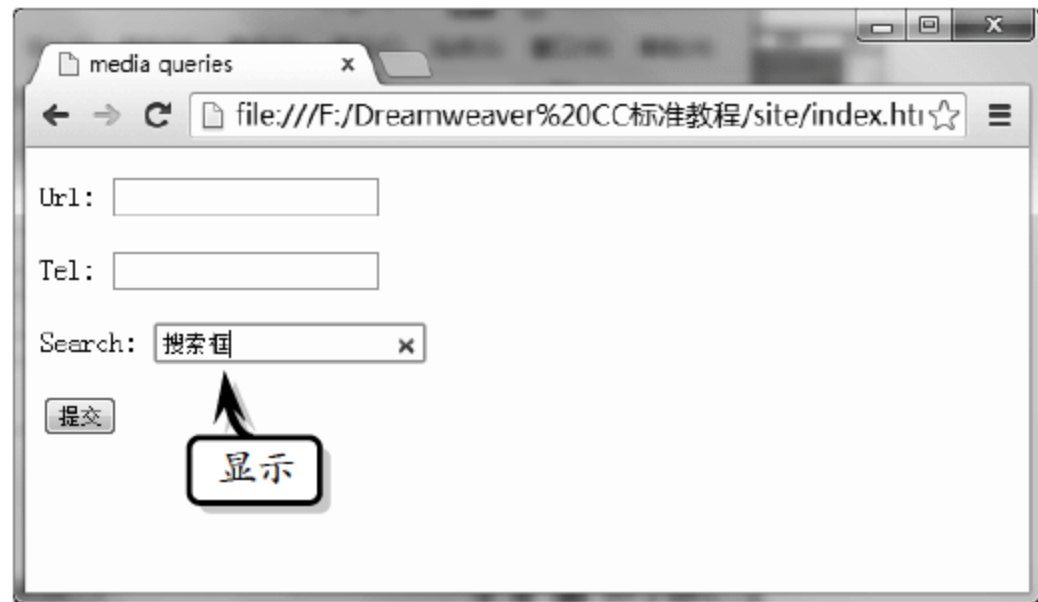 media queries
file:///F:/Dreamweaver%20CC标准教程/site/index.htm
Url:
Tel:
Search: 搜索框
提交
显示